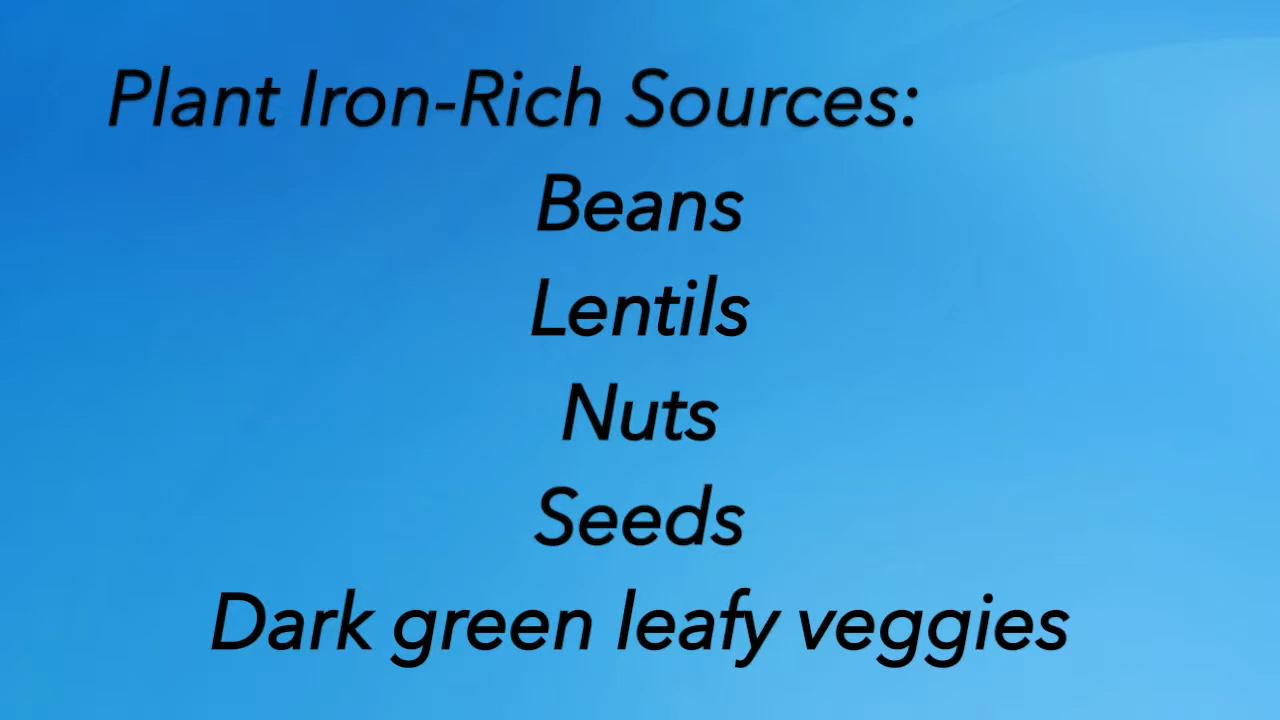 Plant Iron-Rich Sources:
Beans
Lentils
Nuts
Seeds
Dark green leafy veggies